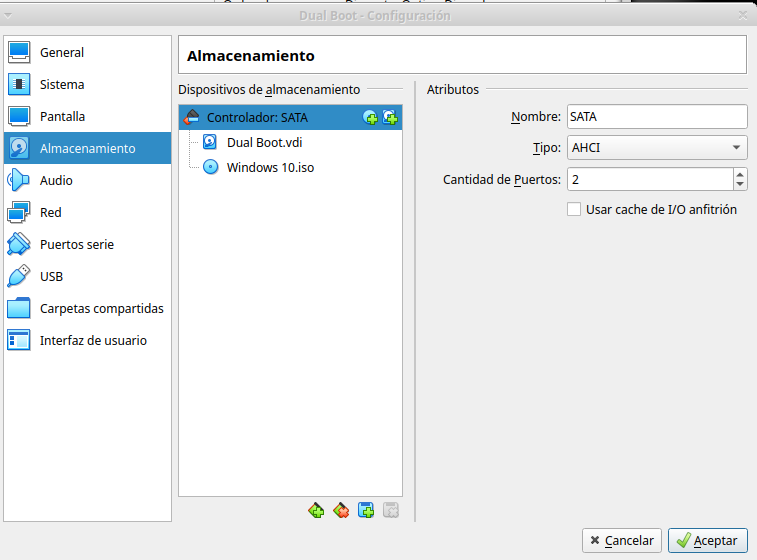 Dual Boot - Configuración
General
Sistema
Pantalla
Almacenamiento
Audio
Red
Puertos serie
USB
Carpetas compartidas
Interfaz de usuario
Almacenamiento
Dispositivos de almacenamiento
Controlador: SATA
Dual Boot.vdi
Windows 10.iso
Atributos
Nombre: SATA
Tipo: AHCI
Cantidad de Puertos: 2
Usar cache de I/O anfitrión
Cancelar Aceptar